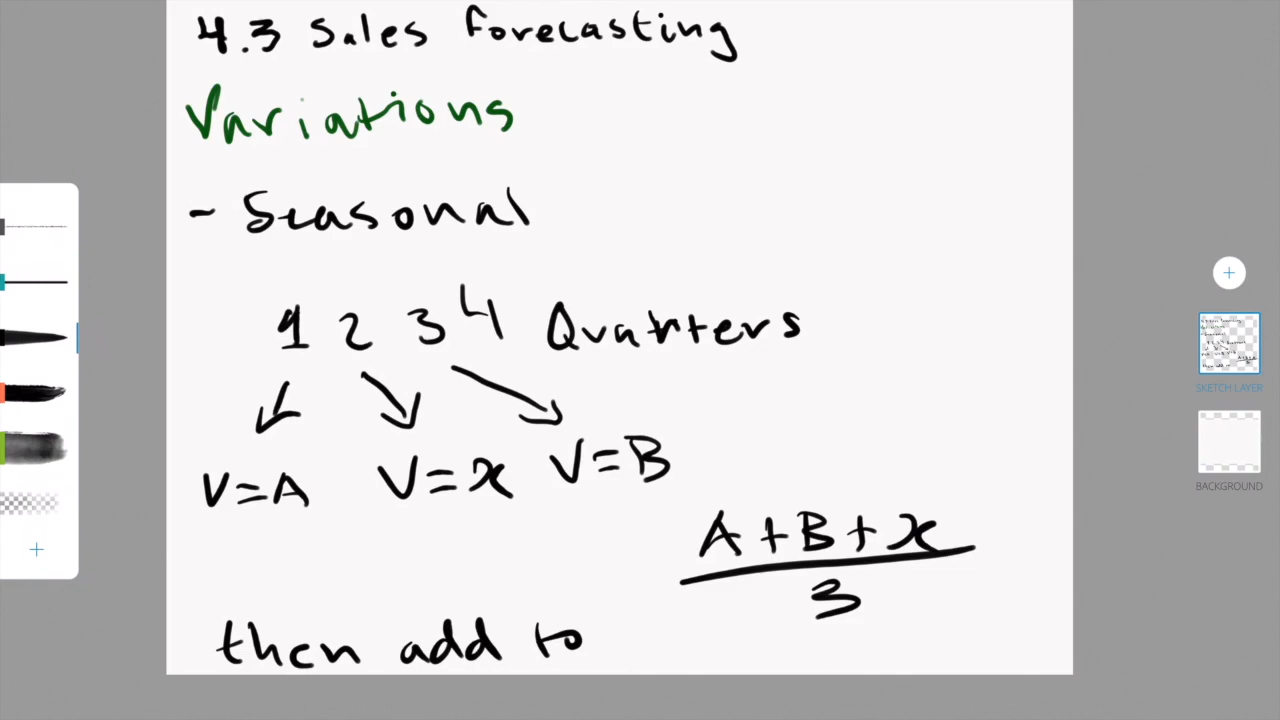 4.3 Sales forecasting
Variations
- Seasonal
1 2 3 4 Quarters
V=A V=x V=B
A+B+x
3
then add to
SKETCH LAYER
BACKGROUND